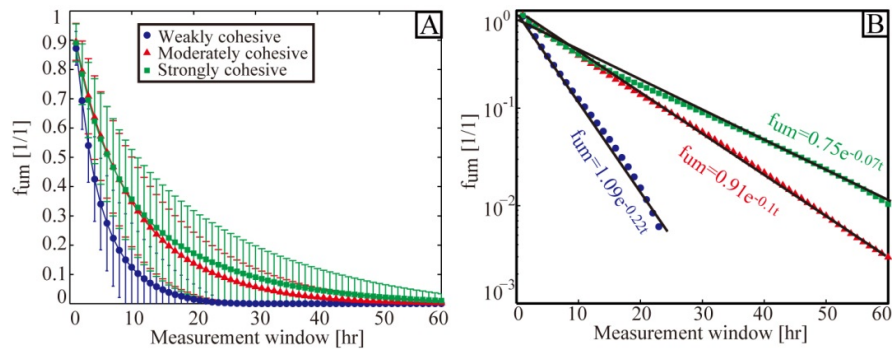 A
Weakly cohesive
Moderately cohesive
Strongly cohesive
fum [1/1]
1
0.9
0.8
0.7
0.6
0.5
0.4
0.3
0.2
0.1
0
0 10 20 30 40 50 60
Measurement window [hr]
B
fum [1/1]
10⁰
10⁻¹
10⁻²
10⁻³
fum=0.75e⁻⁰·⁰⁷ᵗ
fum=0.91e⁻⁰·¹ᵗ
fum=1.09e⁻⁰·²²ᵗ
0 10 20 30 40 50 60
Measurement window [hr]